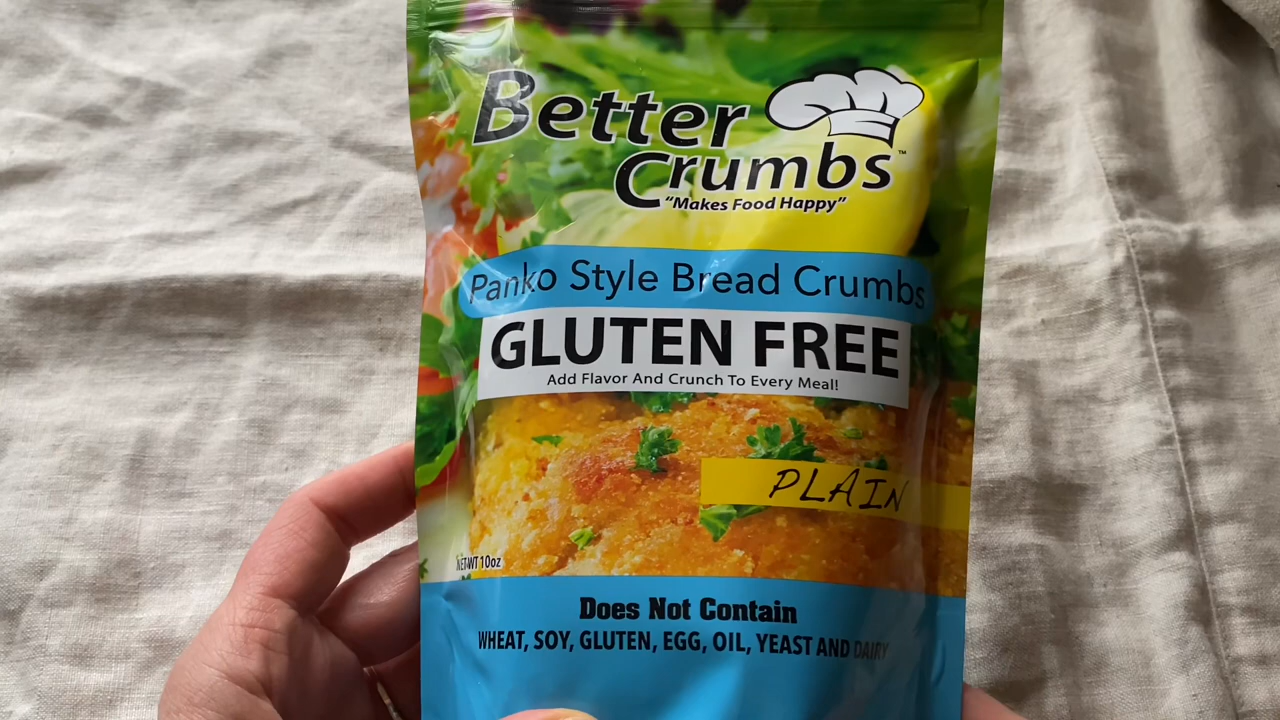 Better
Crumbs™
"Makes Food Happy"
Panko Style Bread Crumbs
GLUTEN FREE
Add Flavor And Crunch To Every Meal!
PLAIN
NET WT 10oz
Does Not Contain
WHEAT, SOY, GLUTEN, EGG, OIL, YEAST AND DAIRY